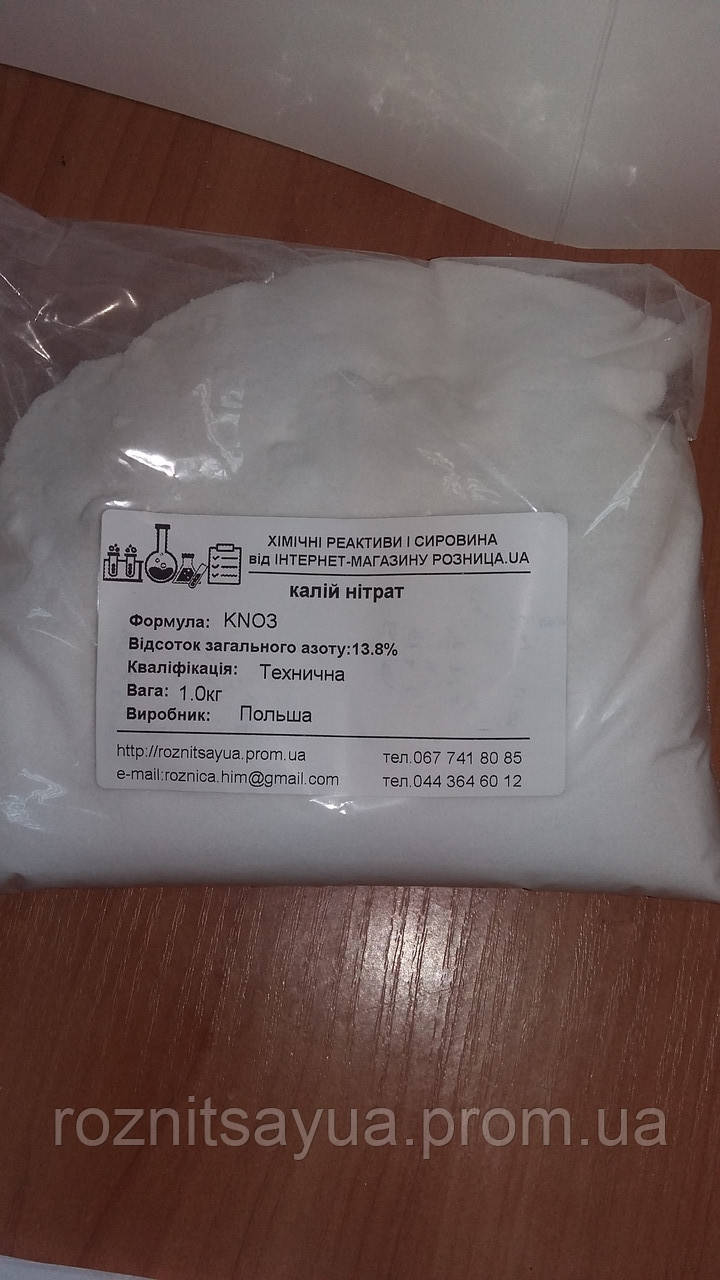 ХІМІЧНІ РЕАКТИВИ І СИРОВИНА
від ІНТЕРНЕТ-МАГАЗИНУ РОЗНИЦА.UA
калій нітрат
Формула: KNO3
Відсоток загального азоту:13.8%
Кваліфікація: Технична
Вага: 1.0кг
Виробник: Польша
http://roznitsayua.prom.ua тел.067 741 80 85
e-mail:roznica.him@gmail.com тел.044 364 60 12
roznitsayua.prom.ua